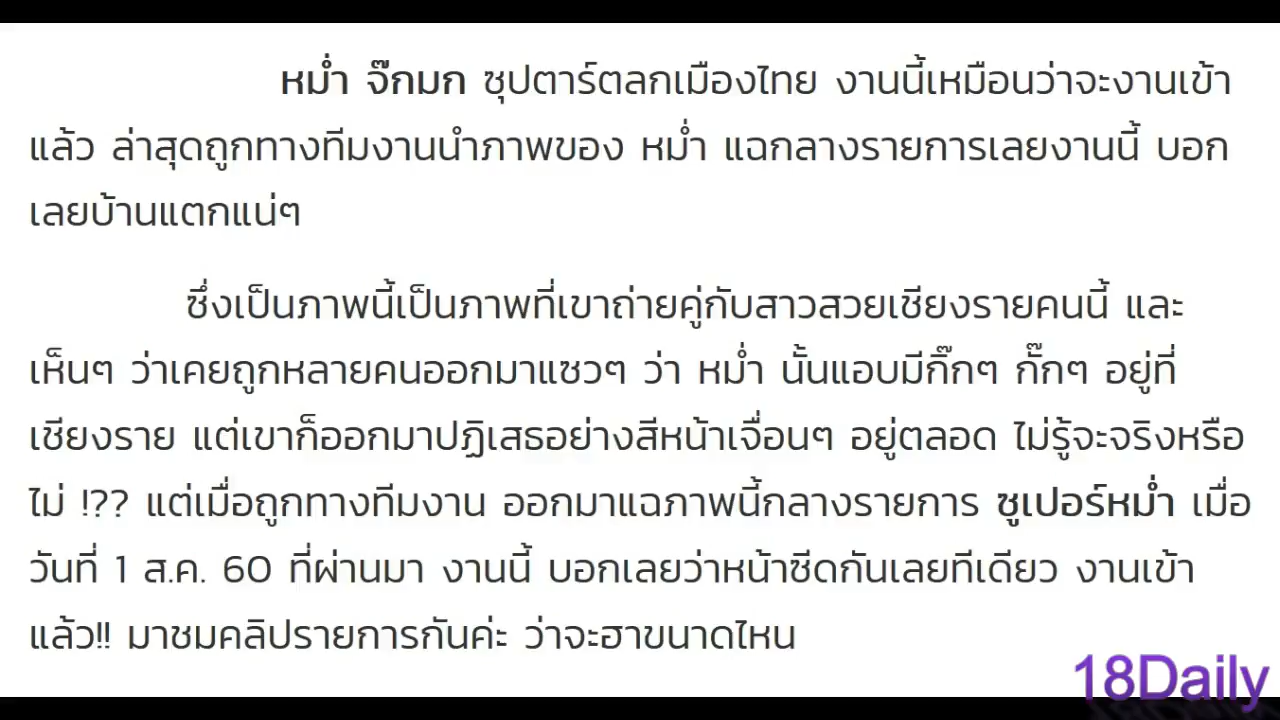 หม่ำ จ๊กมก ซุปตาร์ตลกเมืองไทย งานนี้เหมือนว่าจะงานเข้า
แล้ว ล่าสุดถูกทางทีมงานนำภาพของ หม่ำ แฉกลางรายการเลยงานนี้ บอก
เลยบ้านแตกแน่ๆ
ซึ่งเป็นภาพนี้เป็นภาพที่เขาถ่ายคู่กับสาวสวยเชียงรายคนนี้ และ
เห็นๆ ว่าเคยถูกหลายคนออกมาแซวๆ ว่า หม่ำ นั้นแอบมีกิ๊กๆ กั๊กๆ อยู่ที่
เชียงราย แต่เขาก็ออกมาปฏิเสธอย่างสีหน้าเจื่อนๆ อยู่ตลอด ไม่รู้จะจริงหรือ
ไม่ !?? แต่เมื่อถูกทางทีมงาน ออกมาแฉภาพนี้กลางรายการ ซูเปอร์หม่ำ เมื่อ
วันที่ 1 ส.ค. 60 ที่ผ่านมา งานนี้ บอกเลยว่าหน้าซีดกันเลยทีเดียว งานเข้า
แล้ว!! มาชมคลิปรายการกันค่ะ ว่าจะฮาขนาดไหน
18Daily